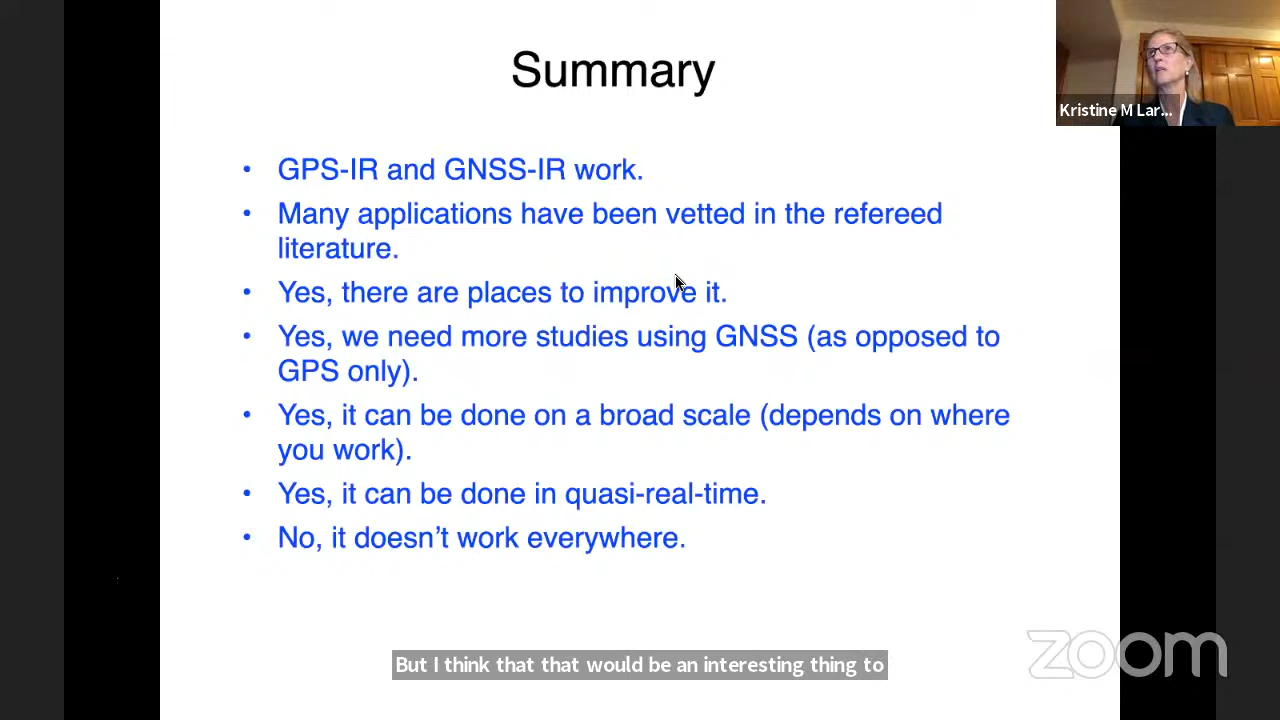 Summary
Kristine M Lar...
• GPS-IR and GNSS-IR work.
• Many applications have been vetted in the refereed
literature.
• Yes, there are places to improve it.
• Yes, we need more studies using GNSS (as opposed to
GPS only).
• Yes, it can be done on a broad scale (depends on where
you work).
• Yes, it can be done in quasi-real-time.
• No, it doesn’t work everywhere.
But I think that that would be an interesting thing to
zoom